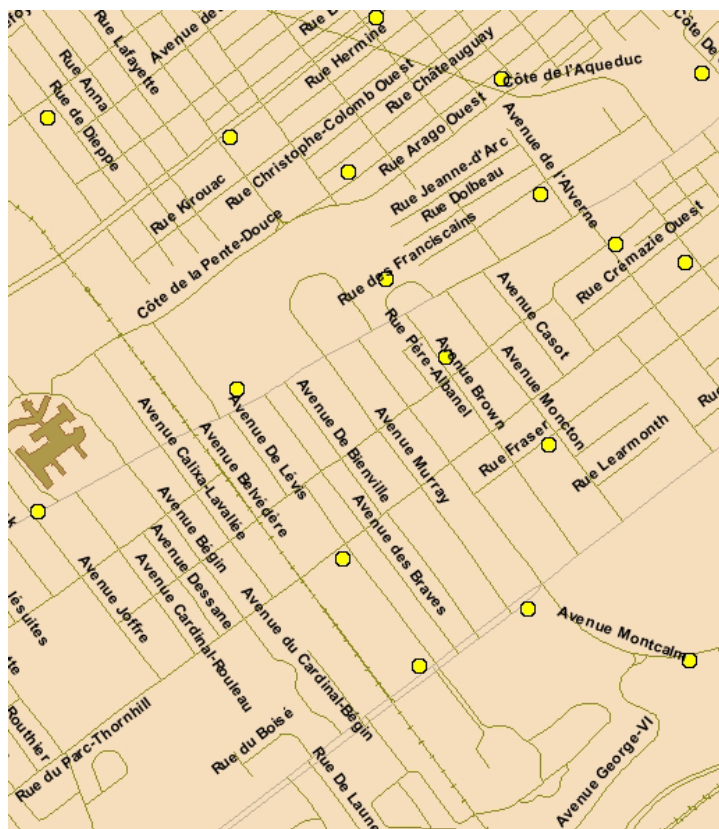 Rue Lafayette
Avenue de
Côte De
Rue Anna
Rue Hermine
Rue Châteauguay
Côte de l'Aqueduc
Rue de Dieppe
Rue Christophe-Colomb Ouest
Rue Arago Ouest
Avenue de l'Alverne
Rue Jeanne-d'Arc
Rue Kirouac
Rue Dolbeau
Côte de la Pente-Douce
Rue des Franciscains
Rue Crémazie Ouest
Avenue Casot
Rue Père-Albanel
Avenue Brown
Avenue Moncton
Avenue Calixa-Lavallée
Avenue Belvédère
Avenue De Lévis
Avenue De Bienville
Avenue Murray
Rue Fraser
Rue Learmonth
Rue
Avenue Bégin
Avenue Dessane
Avenue des Braves
Avenue Joffre
Avenue Cardinal-Rouleau
Avenue du Cardinal-Bégin
Avenue Montcalm
Jésuites
Routhier
Rue du Parc-Thornhill
Rue du Boisé
Rue De Laune
Avenue George-VI